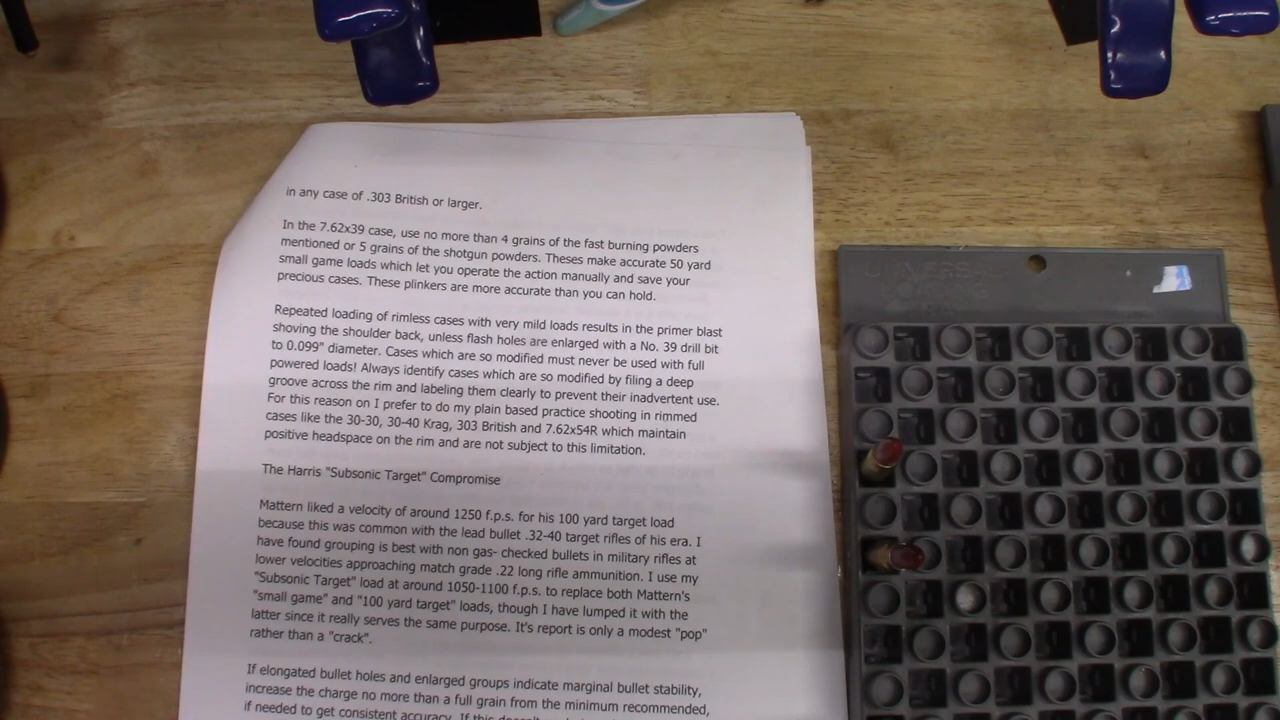 in any case of .303 British or larger.
In the 7.62x39 case, use no more than 4 grains of the fast burning powders
mentioned or 5 grains of the shotgun powders. Theses make accurate 50 yard
small game loads which let you operate the action manually and save your
precious cases. These plinkers are more accurate than you can hold.
Repeated loading of rimless cases with very mild loads results in the primer blast
shoving the shoulder back, unless flash holes are enlarged with a No. 39 drill bit
to 0.099" diameter. Cases which are so modified must never be used with full
powered loads! Always identify cases which are so modified by filing a deep
groove across the rim and labeling them clearly to prevent their inadvertent use.
For this reason on I prefer to do my plain based practice shooting in rimmed
cases like the 30-30, 30-40 Krag, 303 British and 7.62x54R which maintain
positive headspace on the rim and are not subject to this limitation.
The Harris "Subsonic Target" Compromise
Mattern liked a velocity of around 1250 f.p.s. for his 100 yard target load
because this was common with the lead bullet .32-40 target rifles of his era. I
have found grouping is best with non gas- checked bullets in military rifles at
lower velocities approaching match grade .22 long rifle ammunition. I use my
"Subsonic Target" load at around 1050-1100 f.p.s. to replace both Mattern's
"small game" and "100 yard target" loads, though I have lumped it with the
latter since it really serves the same purpose. It's report is only a modest "pop"
rather than a "crack".
If elongated bullet holes and enlarged groups indicate marginal bullet stability,
increase the charge no more than a full grain from the minimum recommended,
if needed to get consistent accuracy. If this
UNIVERSAL
LOADING